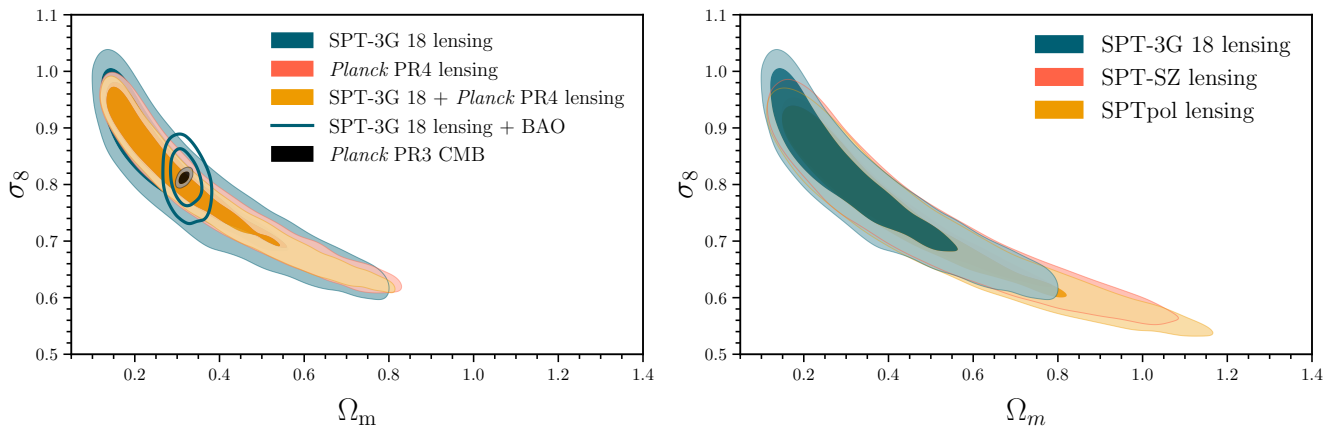 1.1
1.0
0.9
0.8
0.7
0.6
0.5
σ8
0.2 0.4 0.6 0.8 1.0 1.2 1.4
Ωm
SPT-3G 18 lensing
Planck PR4 lensing
SPT-3G 18 + Planck PR4 lensing
SPT-3G 18 lensing + BAO
Planck PR3 CMB
1.1
1.0
0.9
0.8
0.7
0.6
0.5
σ8
0.2 0.4 0.6 0.8 1.0 1.2 1.4
Ωm
SPT-3G 18 lensing
SPT-SZ lensing
SPTpol lensing